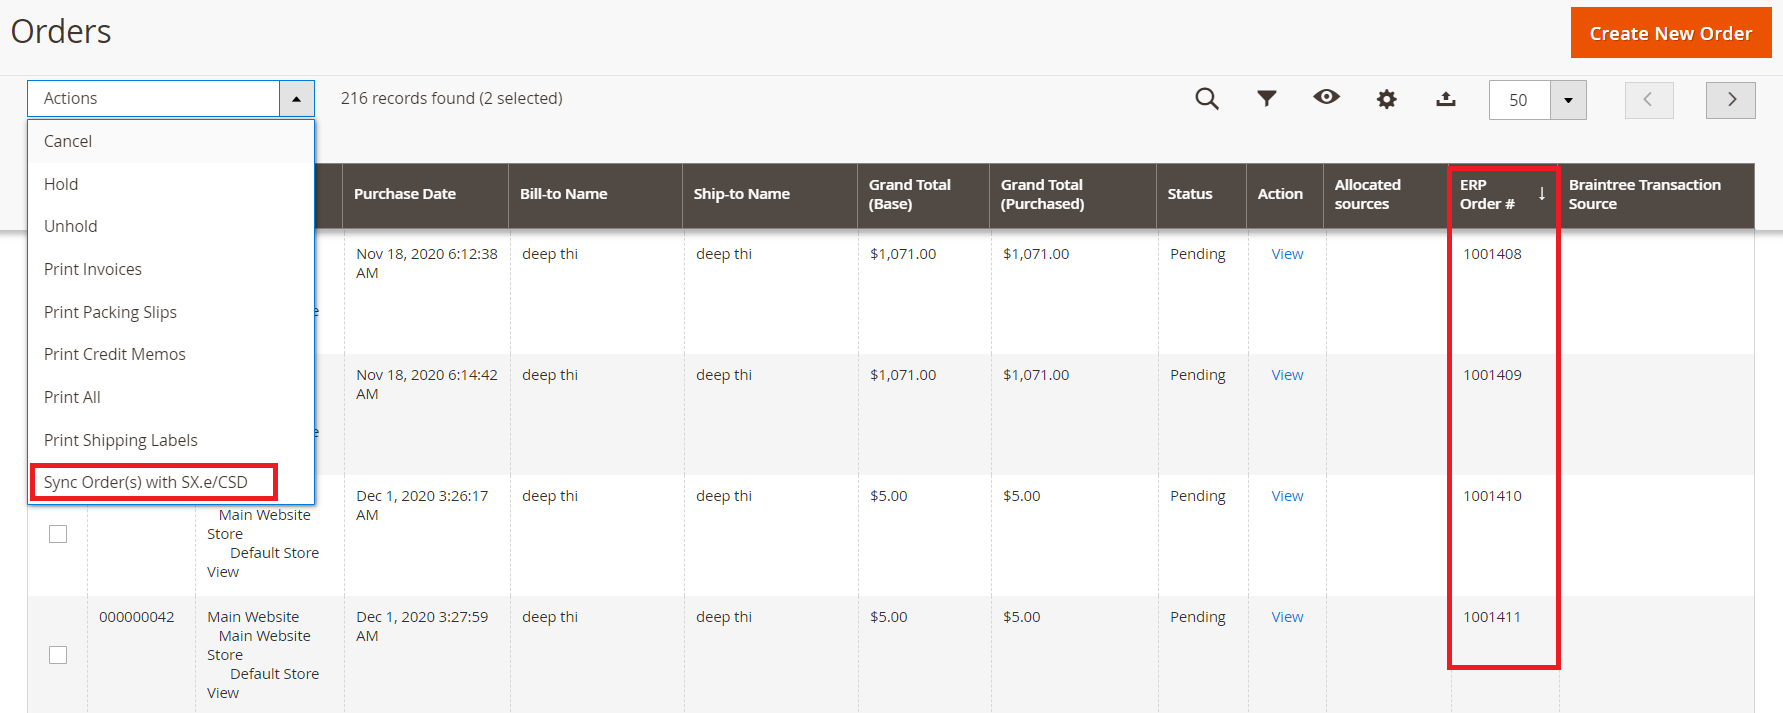 Orders
Create New Order
Actions
216 records found (2 selected)
50
Cancel
Hold
Unhold
Print Invoices
Print Packing Slips
Print Credit Memos
Print All
Print Shipping Labels
Sync Order(s) with SX.e/CSD
Purchase Date
Bill-to Name
Ship-to Name
Grand Total
(Base)
Grand Total
(Purchased)
Status
Action
Allocated
sources
ERP
Order #
Braintree Transaction
Source
Nov 18, 2020 6:12:38
AM
deep thi
deep thi
$1,071.00
$1,071.00
Pending
View
1001408
e
Nov 18, 2020 6:14:42
AM
deep thi
deep thi
$1,071.00
$1,071.00
Pending
View
1001409
e
Dec 1, 2020 3:26:17
AM
deep thi
deep thi
$5.00
$5.00
Pending
View
1001410
Main Website
Store
Default Store
View
000000042
Main Website
Main Website
Store
Default Store
View
Dec 1, 2020 3:27:59
AM
deep thi
deep thi
$5.00
$5.00
Pending
View
1001411